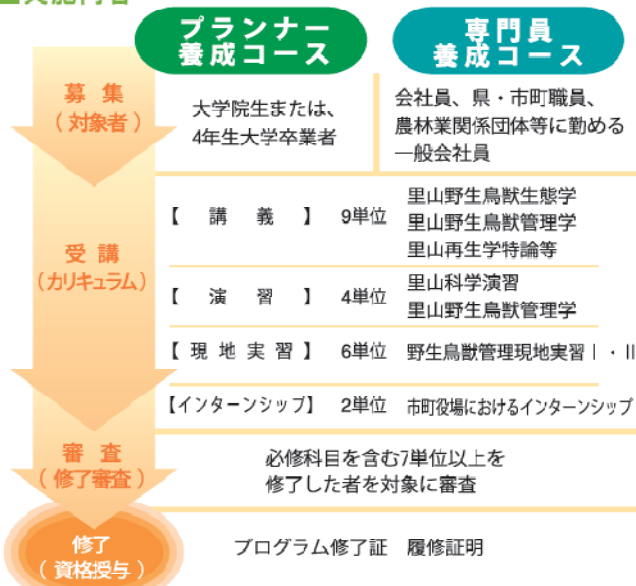 ■実施内容
プランナー
養成コース
専門員
養成コース
募 集
（対象者）
大学院生または、
4年生大学卒業者
会社員、県・市町職員、
農林業関係団体等に勤める
一般会社員
受 講
（カリキュラム）
【 講 義 】 9単位
里山野生鳥獣生態学
里山野生鳥獣管理学
里山再生学特論等
【 演 習 】 4単位
里山科学演習
里山野生鳥獣管理学
【 現 地 実 習 】 6単位 野生鳥獣管理現地実習Ⅰ・Ⅱ
【インターンシップ】 2単位 市町役場におけるインターンシップ
審 査
（修了審査）
必修科目を含む7単位以上を
修了した者を対象に審査
修了
（資格授与）
プログラム修了証 履修証明